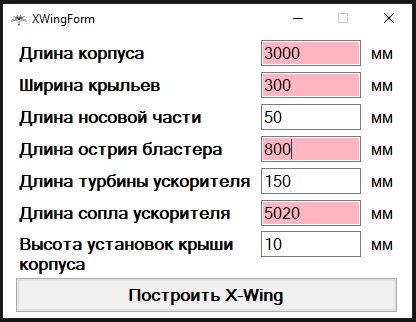 XWingForm
Длина корпуса 3000 мм
Ширина крыльев 300 мм
Длина носовой части 50 мм
Длина острия бластера 800 мм
Длина турбины ускорителя 150 мм
Длина сопла ускорителя 5020 мм
Высота установок крыши 10 мм
корпуса
Построить X-Wing